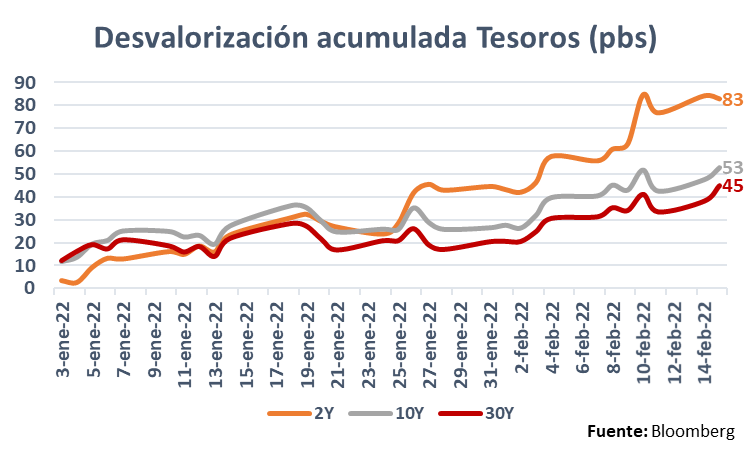 Desvalorización acumulada Tesoros (pbs)
90
80
70
60
50
40
30
20
10
0
83
53
45
3-ene-22
5-ene-22
7-ene-22
9-ene-22
11-ene-22
13-ene-22
15-ene-22
17-ene-22
19-ene-22
21-ene-22
23-ene-22
25-ene-22
27-ene-22
29-ene-22
31-ene-22
2-feb-22
4-feb-22
6-feb-22
8-feb-22
10-feb-22
12-feb-22
14-feb-22
2Y 10Y 30Y
Fuente: Bloomberg